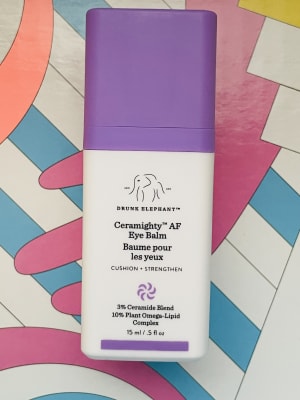 DRUNK ELEPHANT™
Ceramighty™ AF
Eye Balm
Baume pour
les yeux
CUSHION + STRENGTHEN
3% Ceramide Blend
10% Plant Omega-Lipid
Complex
15 ml / .5 fl oz